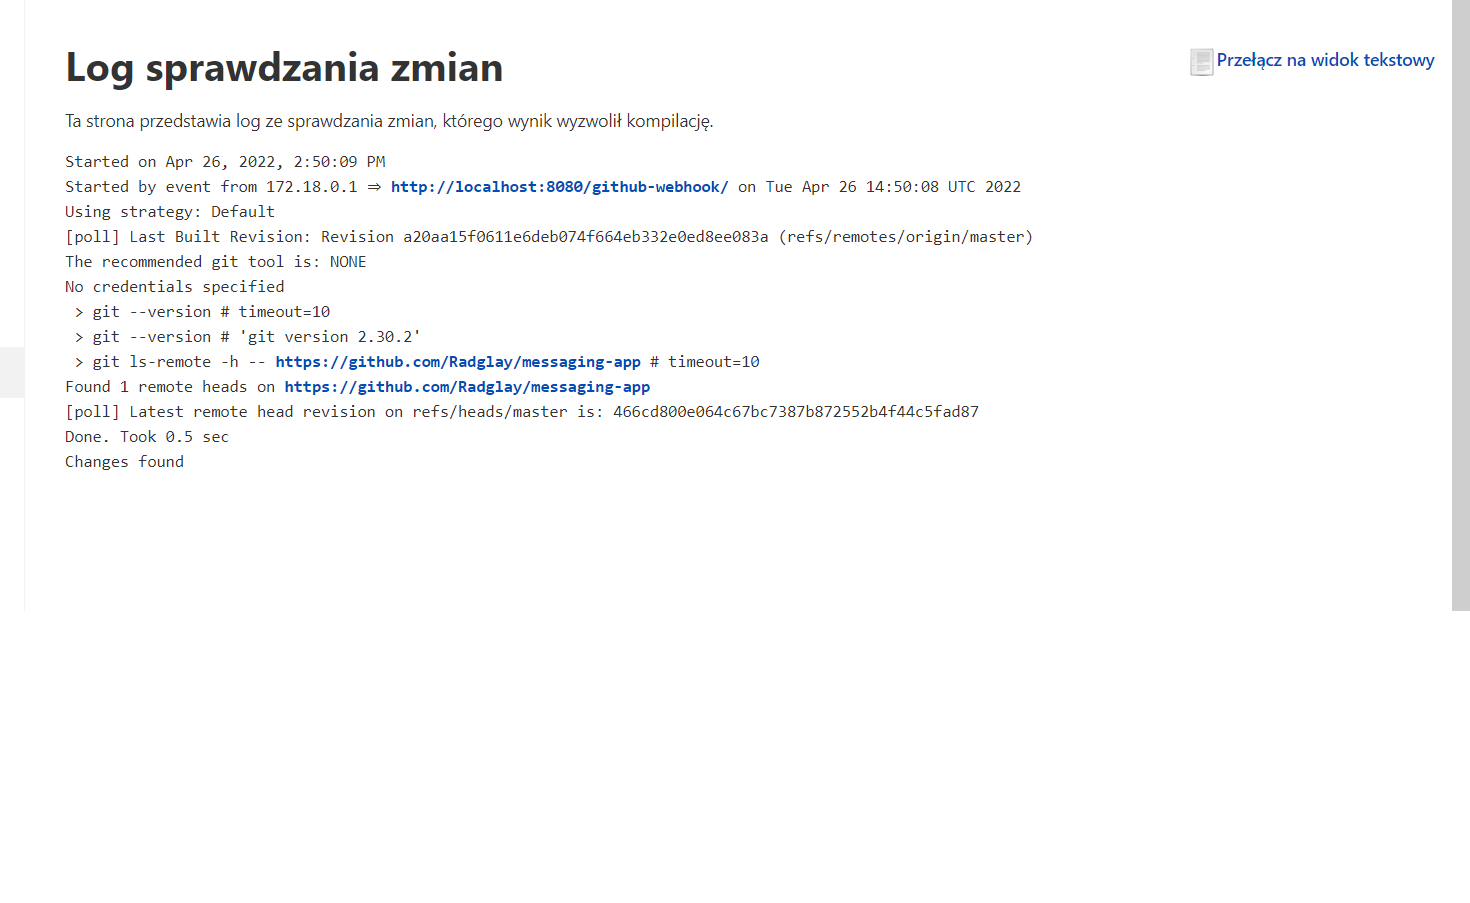 Log sprawdzania zmian
Przełącz na widok tekstowy
Ta strona przedstawia log ze sprawdzania zmian, którego wynik wyzwolił kompilację.
Started on Apr 26, 2022, 2:50:09 PM
Started by event from 172.18.0.1 ⇒ http://localhost:8080/github-webhook/ on Tue Apr 26 14:50:08 UTC 2022
Using strategy: Default
[poll] Last Built Revision: Revision a20aa15f0611e6deb074f664eb332e0ed8ee083a (refs/remotes/origin/master)
The recommended git tool is: NONE
No credentials specified
 > git --version # timeout=10
 > git --version # 'git version 2.30.2'
 > git ls-remote -h -- https://github.com/Radglay/messaging-app # timeout=10
Found 1 remote heads on https://github.com/Radglay/messaging-app
[poll] Latest remote head revision on refs/heads/master is: 466cd800e064c67bc7387b872552b4f44c5fad87
Done. Took 0.5 sec
Changes found